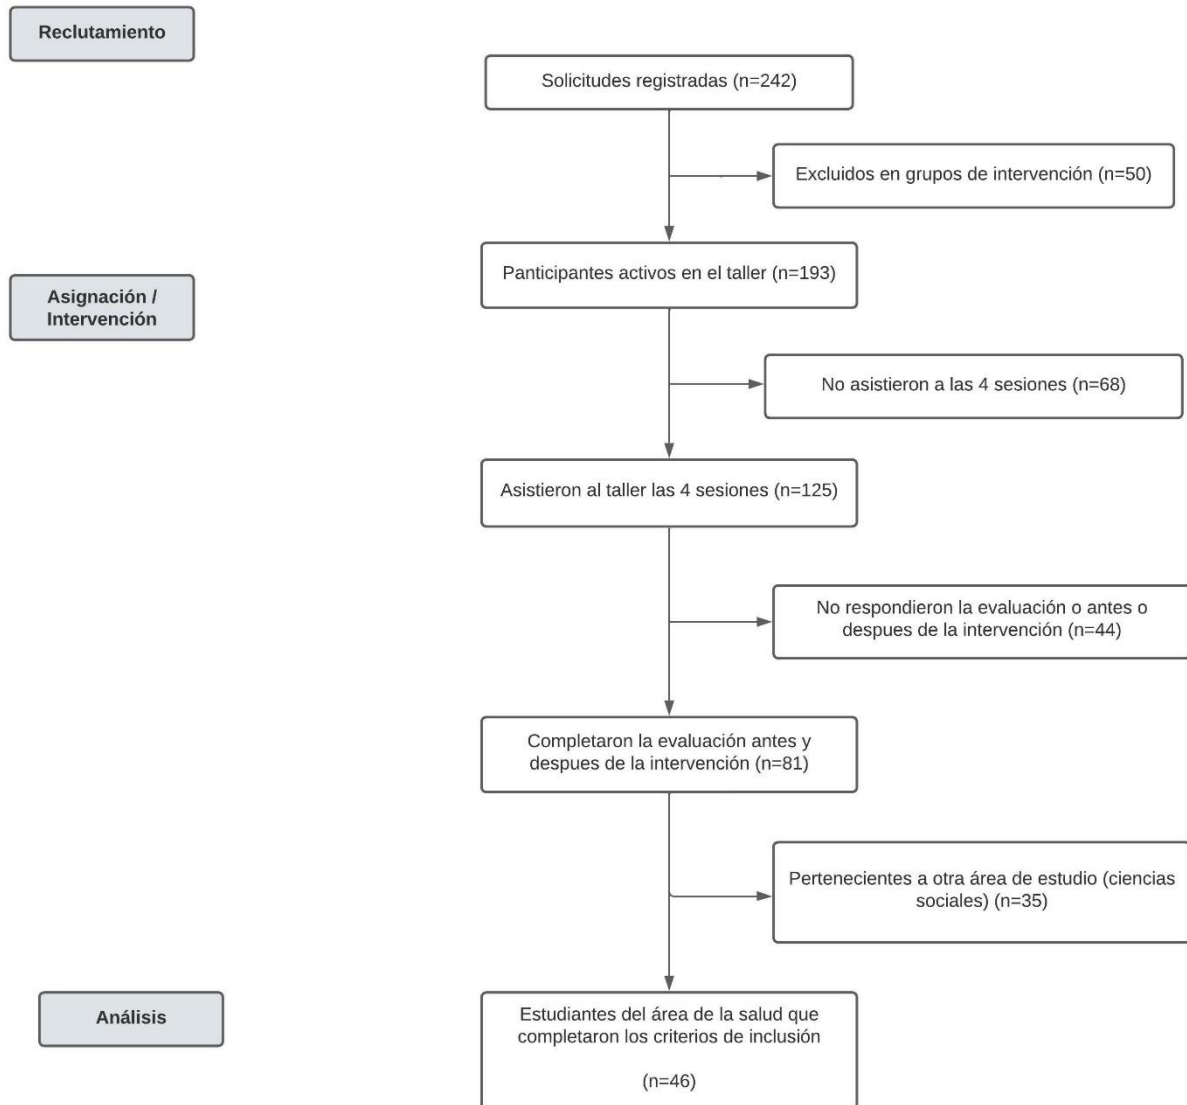 Reclutamiento
Solicitudes registradas (n=242)
Excluidos en grupos de intervención (n=50)
Panticipantes activos en el taller (n=193)
Asignación /
Intervención
No asistieron a las 4 sesiones (n=68)
Asistieron al taller las 4 sesiones (n=125)
No respondieron la evaluación o antes o
despues de la intervención (n=44)
Completaron la evaluación antes y
despues de la intervención (n=81)
Pertenecientes a otra área de estudio (ciencias
sociales) (n=35)
Análisis
Estudiantes del área de la salud que
completaron los criterios de inclusión
(n=46)